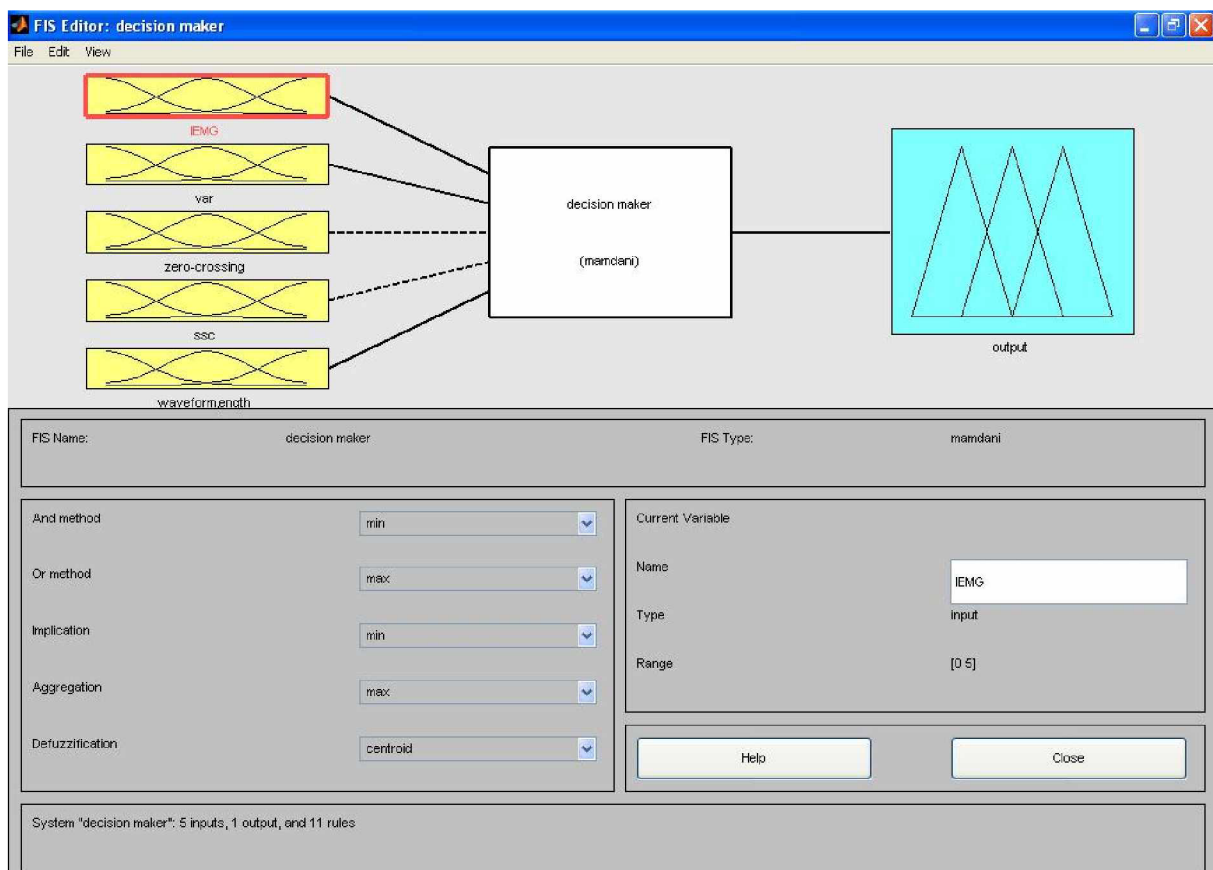 FIS Editor: decision maker
File Edit View
IEMG
var
zero-crossing
ssc
waveformength
decision maker
(mamdani)
output
FIS Name: decision maker FIS Type: mamdani
And method min
Or method max
Implication min
Aggregation max
Defuzzification centroid
Current Variable
Name IEMG
Type input
Range [0 5]
Help Close
System "decision maker": 5 inputs, 1 output, and 11 rules